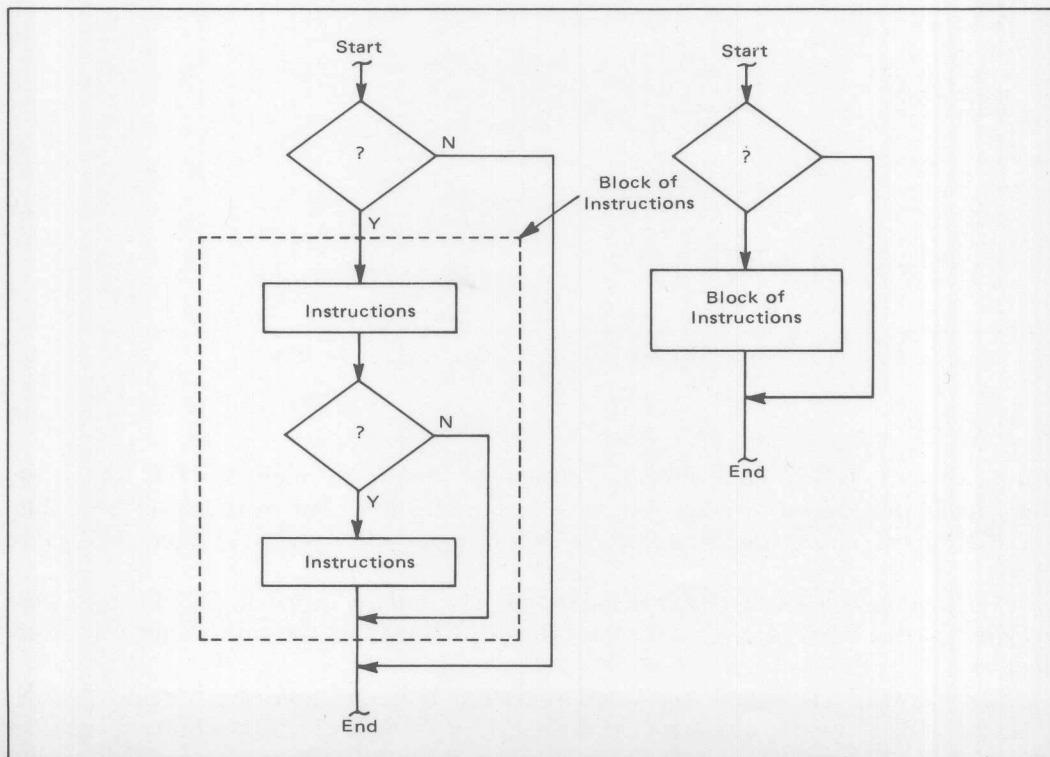 Start
?
N
Y
Block of
Instructions
Instructions
?
N
Y
Instructions
End
Start
?
Block of
Instructions
End